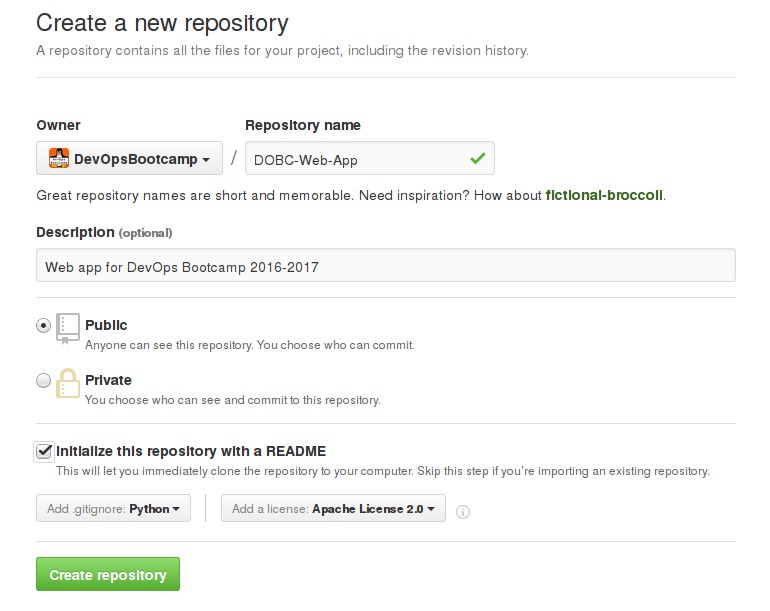 Create a new repository
A repository contains all the files for your project, including the revision history.
Owner
Repository name
DevOpsBootcamp
/
DOBC-Web-App
Great repository names are short and memorable. Need inspiration? How about fictional-broccoli.
Description (optional)
Web app for DevOps Bootcamp 2016-2017
Public
Anyone can see this repository. You choose who can commit.
Private
You choose who can see and commit to this repository.
Initialize this repository with a README
This will let you immediately clone the repository to your computer. Skip this step if you're importing an existing repository.
Add .gitignore: Python
Add a license: Apache License 2.0
Create repository